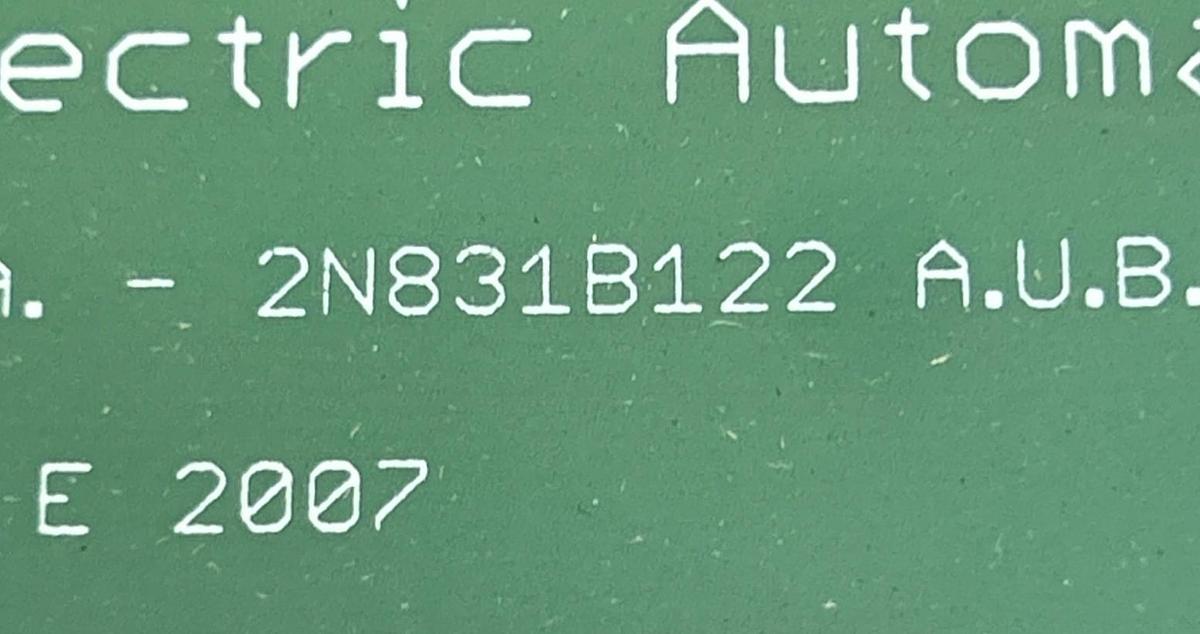 ectric Autom
A. - 2N831B122 A.U.B.
E 2007